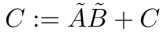 C := ÃB̃ + C